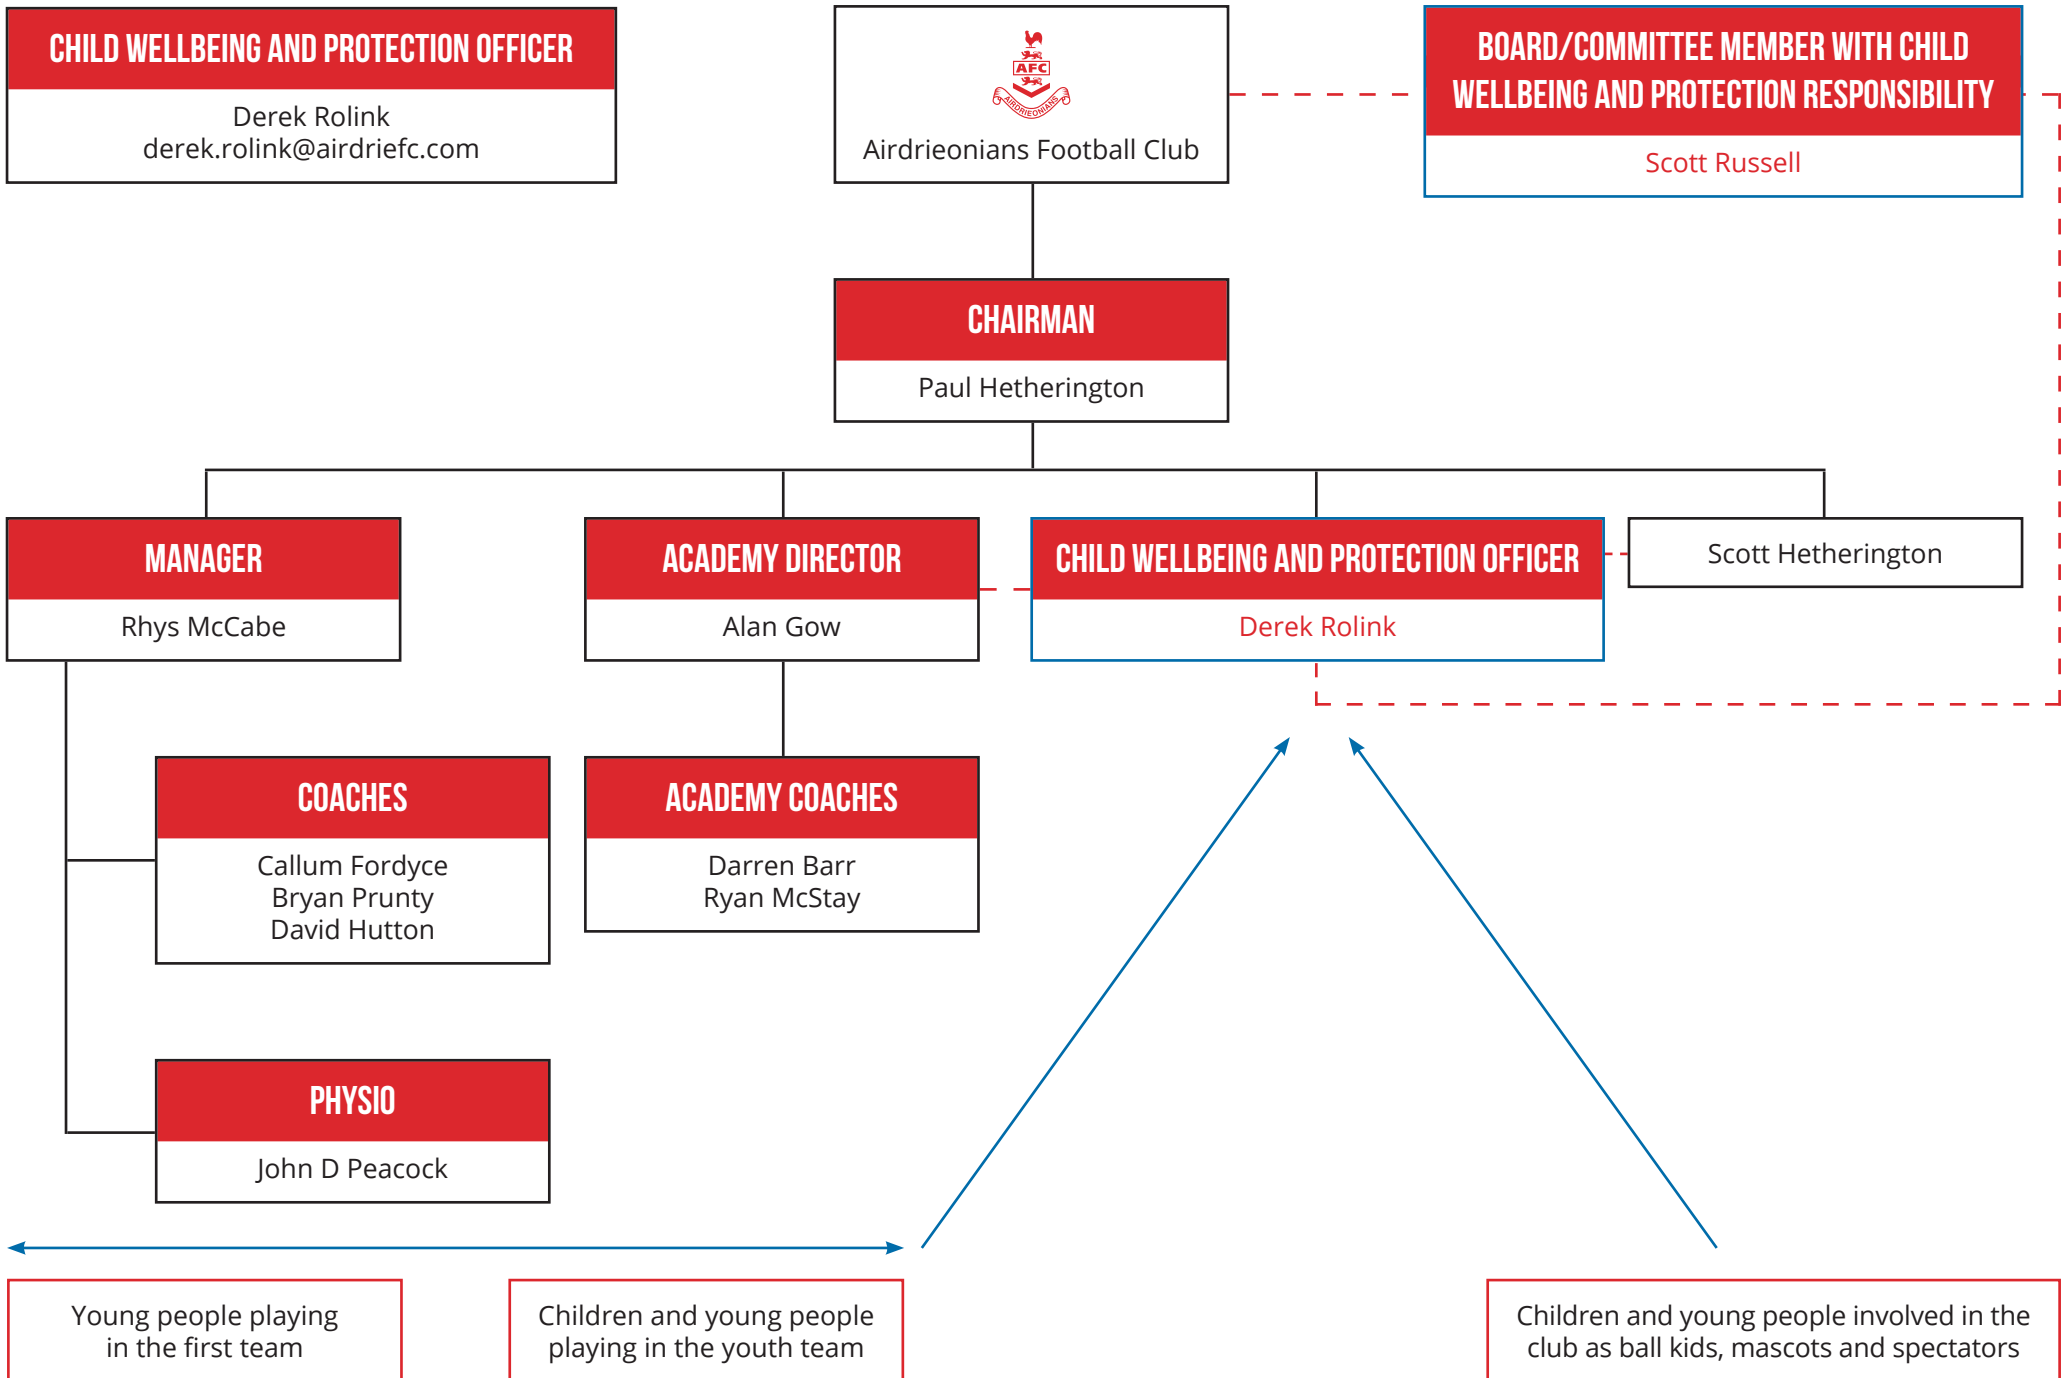 CHILD WELLBEING AND PROTECTION OFFICER
Derek Rolink
derek.rolink@airdriefc.com
AFC
AIRDRIEONIANS
Airdrieonians Football Club
BOARD/COMMITTEE MEMBER WITH CHILD
WELLBEING AND PROTECTION RESPONSIBILITY
Scott Russell
CHAIRMAN
Paul Hetherington
MANAGER
Rhys McCabe
ACADEMY DIRECTOR
Alan Gow
CHILD WELLBEING AND PROTECTION OFFICER
Derek Rolink
Scott Hetherington
COACHES
Callum Fordyce
Bryan Prunty
David Hutton
ACADEMY COACHES
Darren Barr
Ryan McStay
PHYSIO
John D Peacock
Young people playing
in the first team
Children and young people
playing in the youth team
Children and young people involved in the
club as ball kids, mascots and spectators